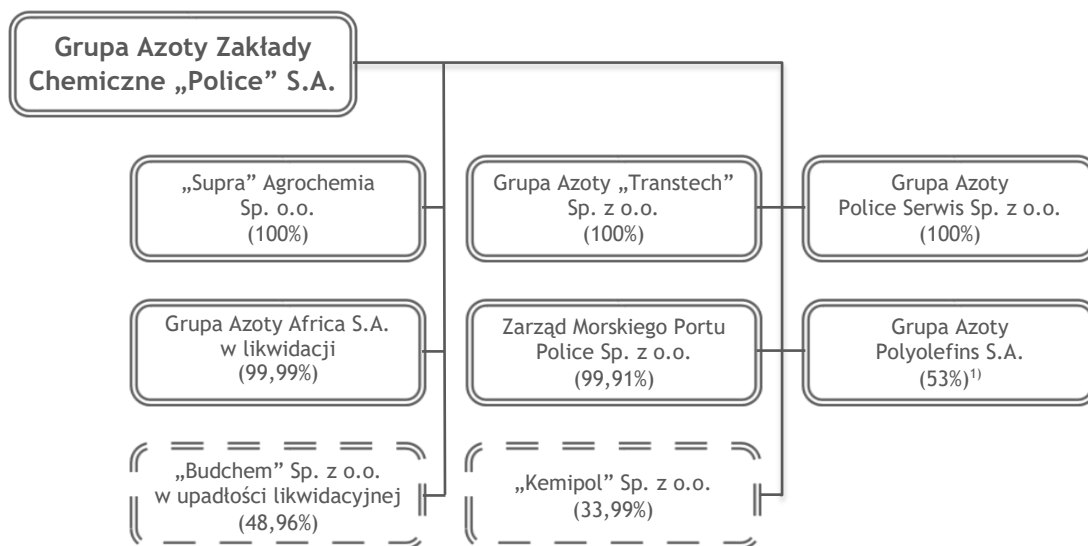 Grupa Azoty Zakłady
Chemiczne „Police” S.A.
„Supra” Agrochemia
Sp. o.o.
(100%)
Grupa Azoty „Transtech”
Sp. z o.o.
(100%)
Grupa Azoty
Police Serwis Sp. z o.o.
(100%)
Grupa Azoty Africa S.A.
w likwidacji
(99,99%)
Zarząd Morskiego Portu
Police Sp. z o.o.
(99,91%)
Grupa Azoty
Polyolefins S.A.
(53%)¹⁾
„Budchem” Sp. z o.o.
w upadłości likwidacyjnej
(48,96%)
„Kemipol” Sp. z o.o.
(33,99%)